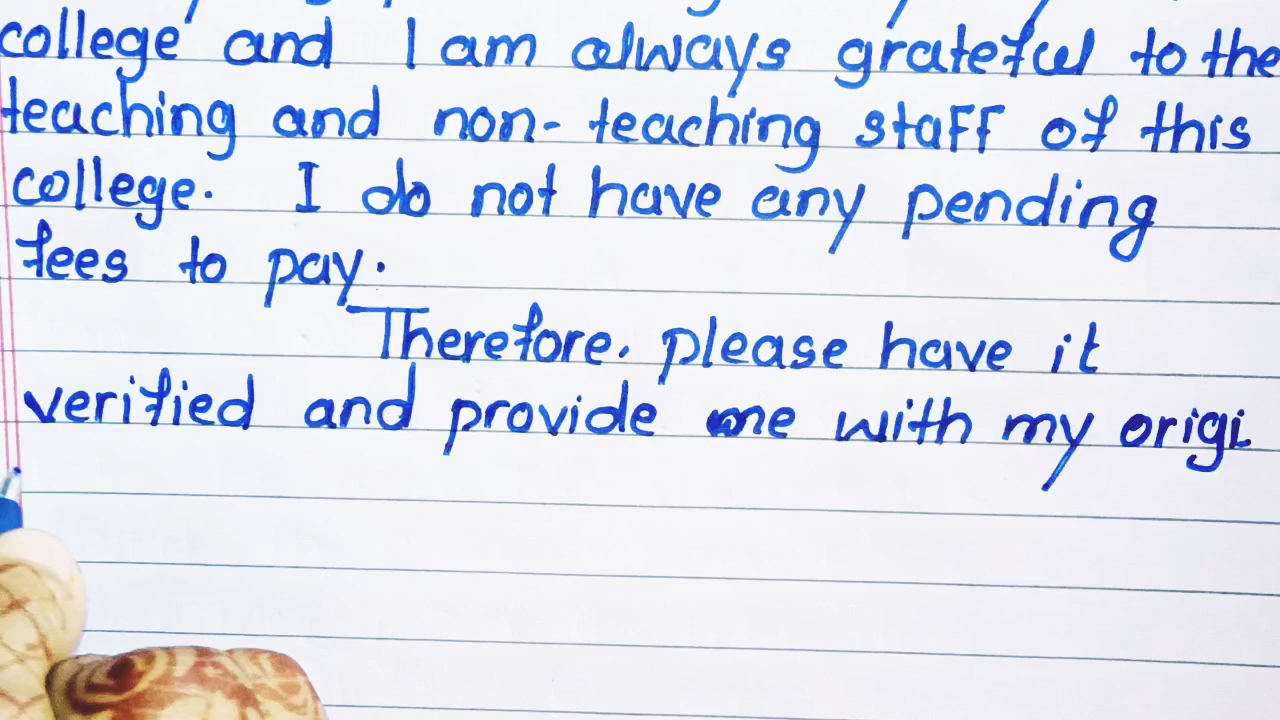 college and I am always grateful to the
teaching and non-teaching staff of this
college. I do not have any pending
fees to pay.
Therefore, please have it
verified and provide me with my origi